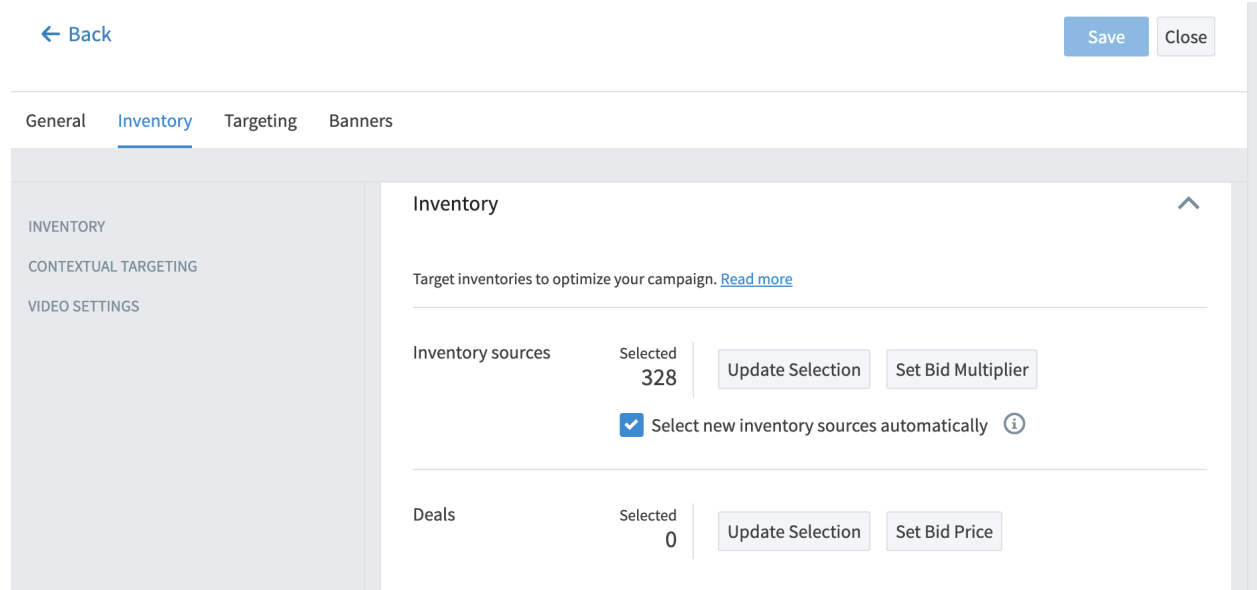 ← Back
Save
Close
General Inventory Targeting Banners
INVENTORY
CONTEXTUAL TARGETING
VIDEO SETTINGS
Inventory
Target inventories to optimize your campaign. Read more
Inventory sources
Selected
328
Update Selection
Set Bid Multiplier
Select new inventory sources automatically
Deals
Selected
0
Update Selection
Set Bid Price